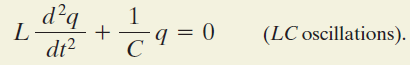 L d²q/dt² + 1/C q = 0 (LC oscillations).